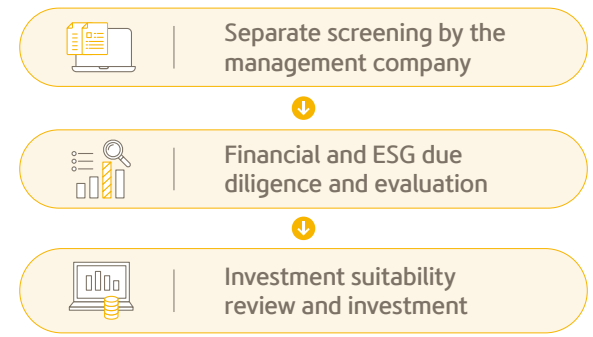 Separate screening by the
management company
Financial and ESG due
diligence and evaluation
Investment suitability
review and investment